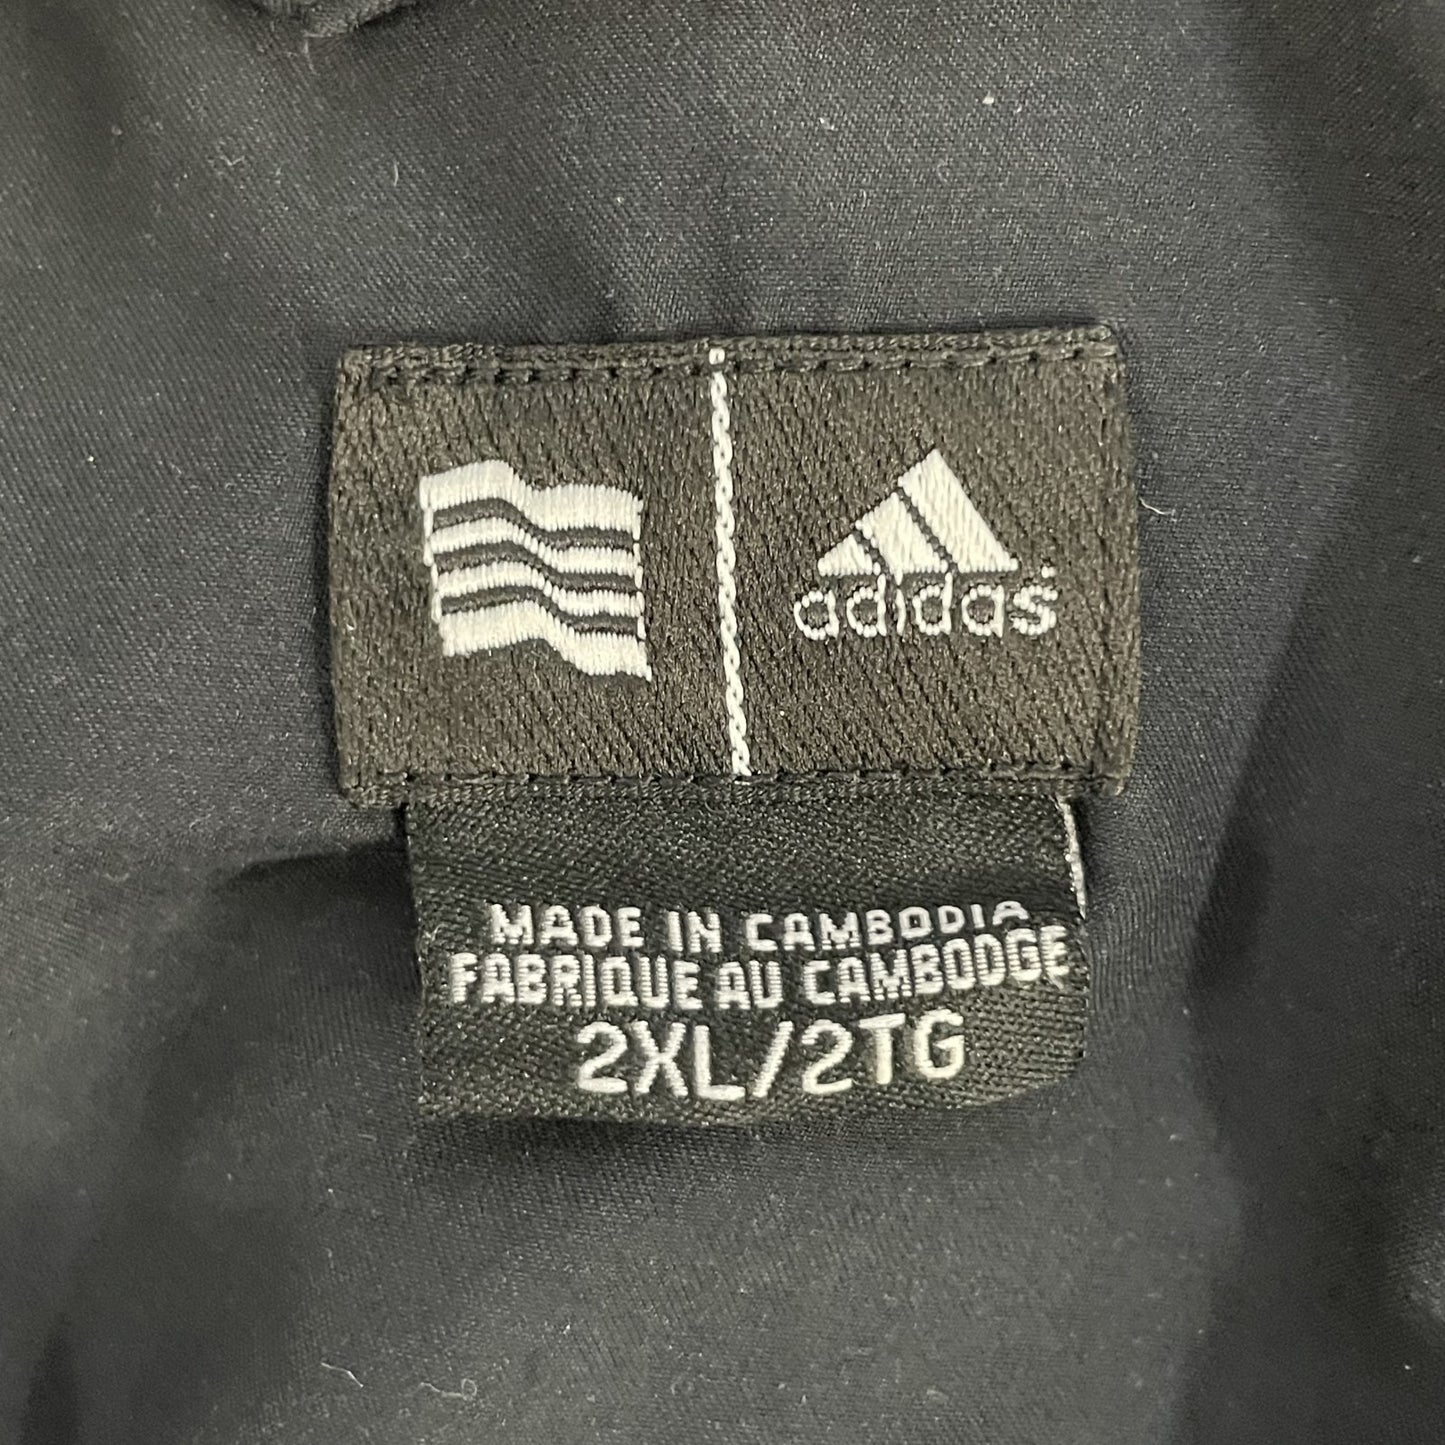 adidas
MADE IN CAMBODIA
FABRIQUE AU CAMBODGE
2XL/2TG